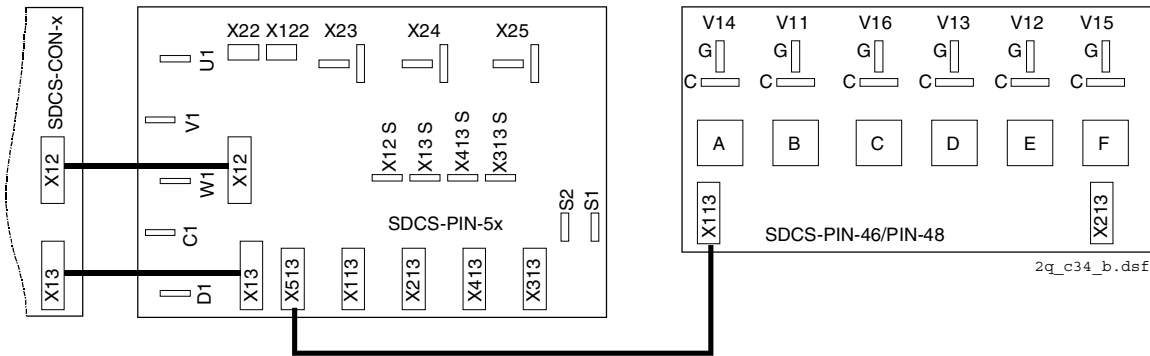 SDCS-CON-x
X12
X13
U1
V1
W1
C1
D1
X22 X122 X23 X24 X25
X12
X12 S
X13 S
X413 S
X313 S
S2
S1
SDCS-PIN-5x
X13
X513
X113
X213
X413
X313
V14 V11 V16 V13 V12 V15
G G G G G G
C C C C C C
A B C D E F
X113
X213
SDCS-PIN-46/PIN-48
2q_c34_b.dsf